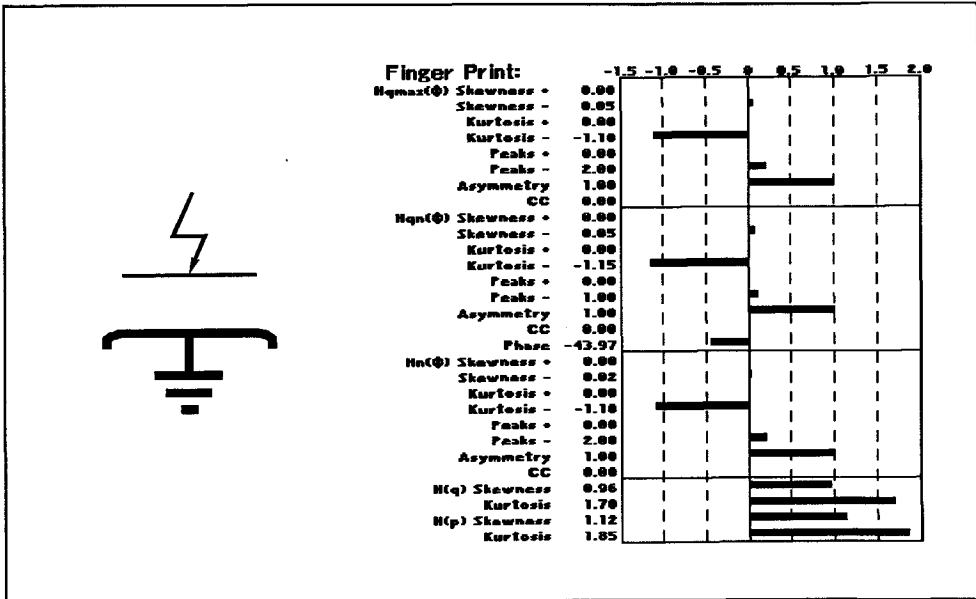 Finger Print:
-1.5 -1.0 -0.5 0 0.5 1.0 1.5 2.0
Hqmax(Φ) Skewness + 0.00
Skewness - 0.05
Kurtosis + 0.00
Kurtosis - -1.10
Peaks + 0.00
Peaks - 2.00
Asymmetry 1.00
CC 0.00
Hqn(Φ) Skewness + 0.00
Skewness - 0.05
Kurtosis + 0.00
Kurtosis - -1.15
Peaks + 0.00
Peaks - 1.00
Asymmetry 1.00
CC 0.00
Phase -43.97
Hn(Φ) Skewness + 0.00
Skewness - 0.02
Kurtosis + 0.00
Kurtosis - -1.10
Peaks + 0.00
Peaks - 2.00
Asymmetry 1.00
CC 0.00
H(q) Skewness 0.96
Kurtosis 1.70
H(p) Skewness 1.12
Kurtosis 1.85